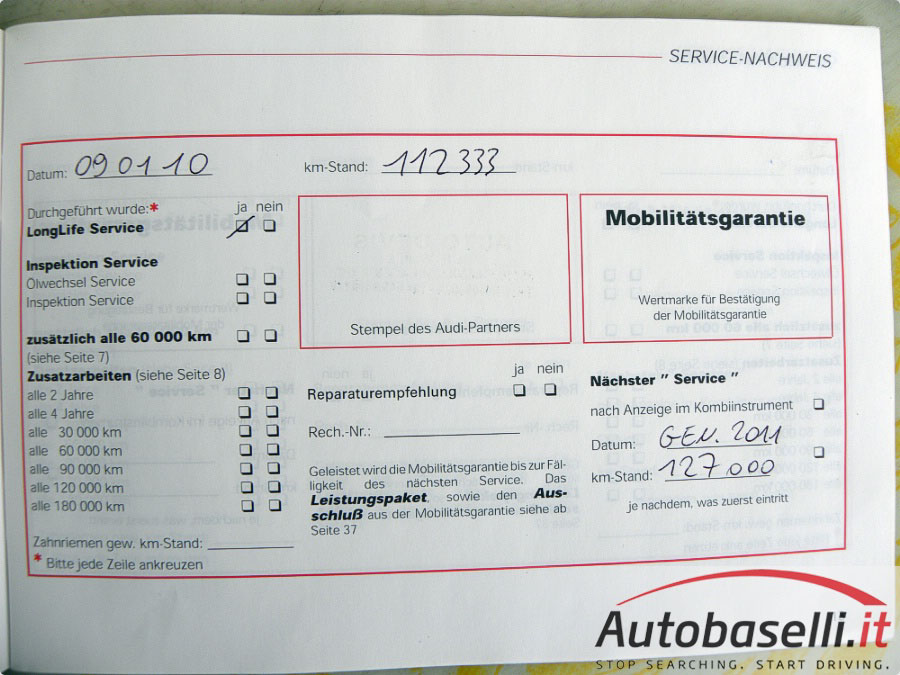 SERVICE-NACHWEIS
Datum: 09 01 10 km-Stand: 112 333
Durchgeführt wurde:* ja nein
LongLife Service
Inspektion Service
Ölwechsel Service
Inspektion Service
zusätzlich alle 60 000 km
(siehe Seite 7)
Zusatzarbeiten (siehe Seite 8)
alle 2 Jahre
alle 4 Jahre
alle 30 000 km
alle 60 000 km
alle 90 000 km
alle 120 000 km
alle 180 000 km
Zahnriemen gew. km-Stand:
* Bitte jede Zeile ankreuzen
Stempel des Audi-Partners
ja nein
Reparaturempfehlung
Rech.-Nr.:
Geleistet wird die Mobilitätsgarantie bis zur Fäl-
ligkeit des nächsten Service. Das
Leistungspaket, sowie den Aus-
schluß aus der Mobilitätsgarantie siehe ab
Seite 37
Mobilitätsgarantie
Wertmarke für Bestätigung
der Mobilitätsgarantie
Nächster " Service "
nach Anzeige im Kombiinstrument
Datum: GEN. 2011
km-Stand: 127.000
je nachdem, was zuerst eintritt
Autobaselli.it
STOP SEARCHING. START DRIVING.